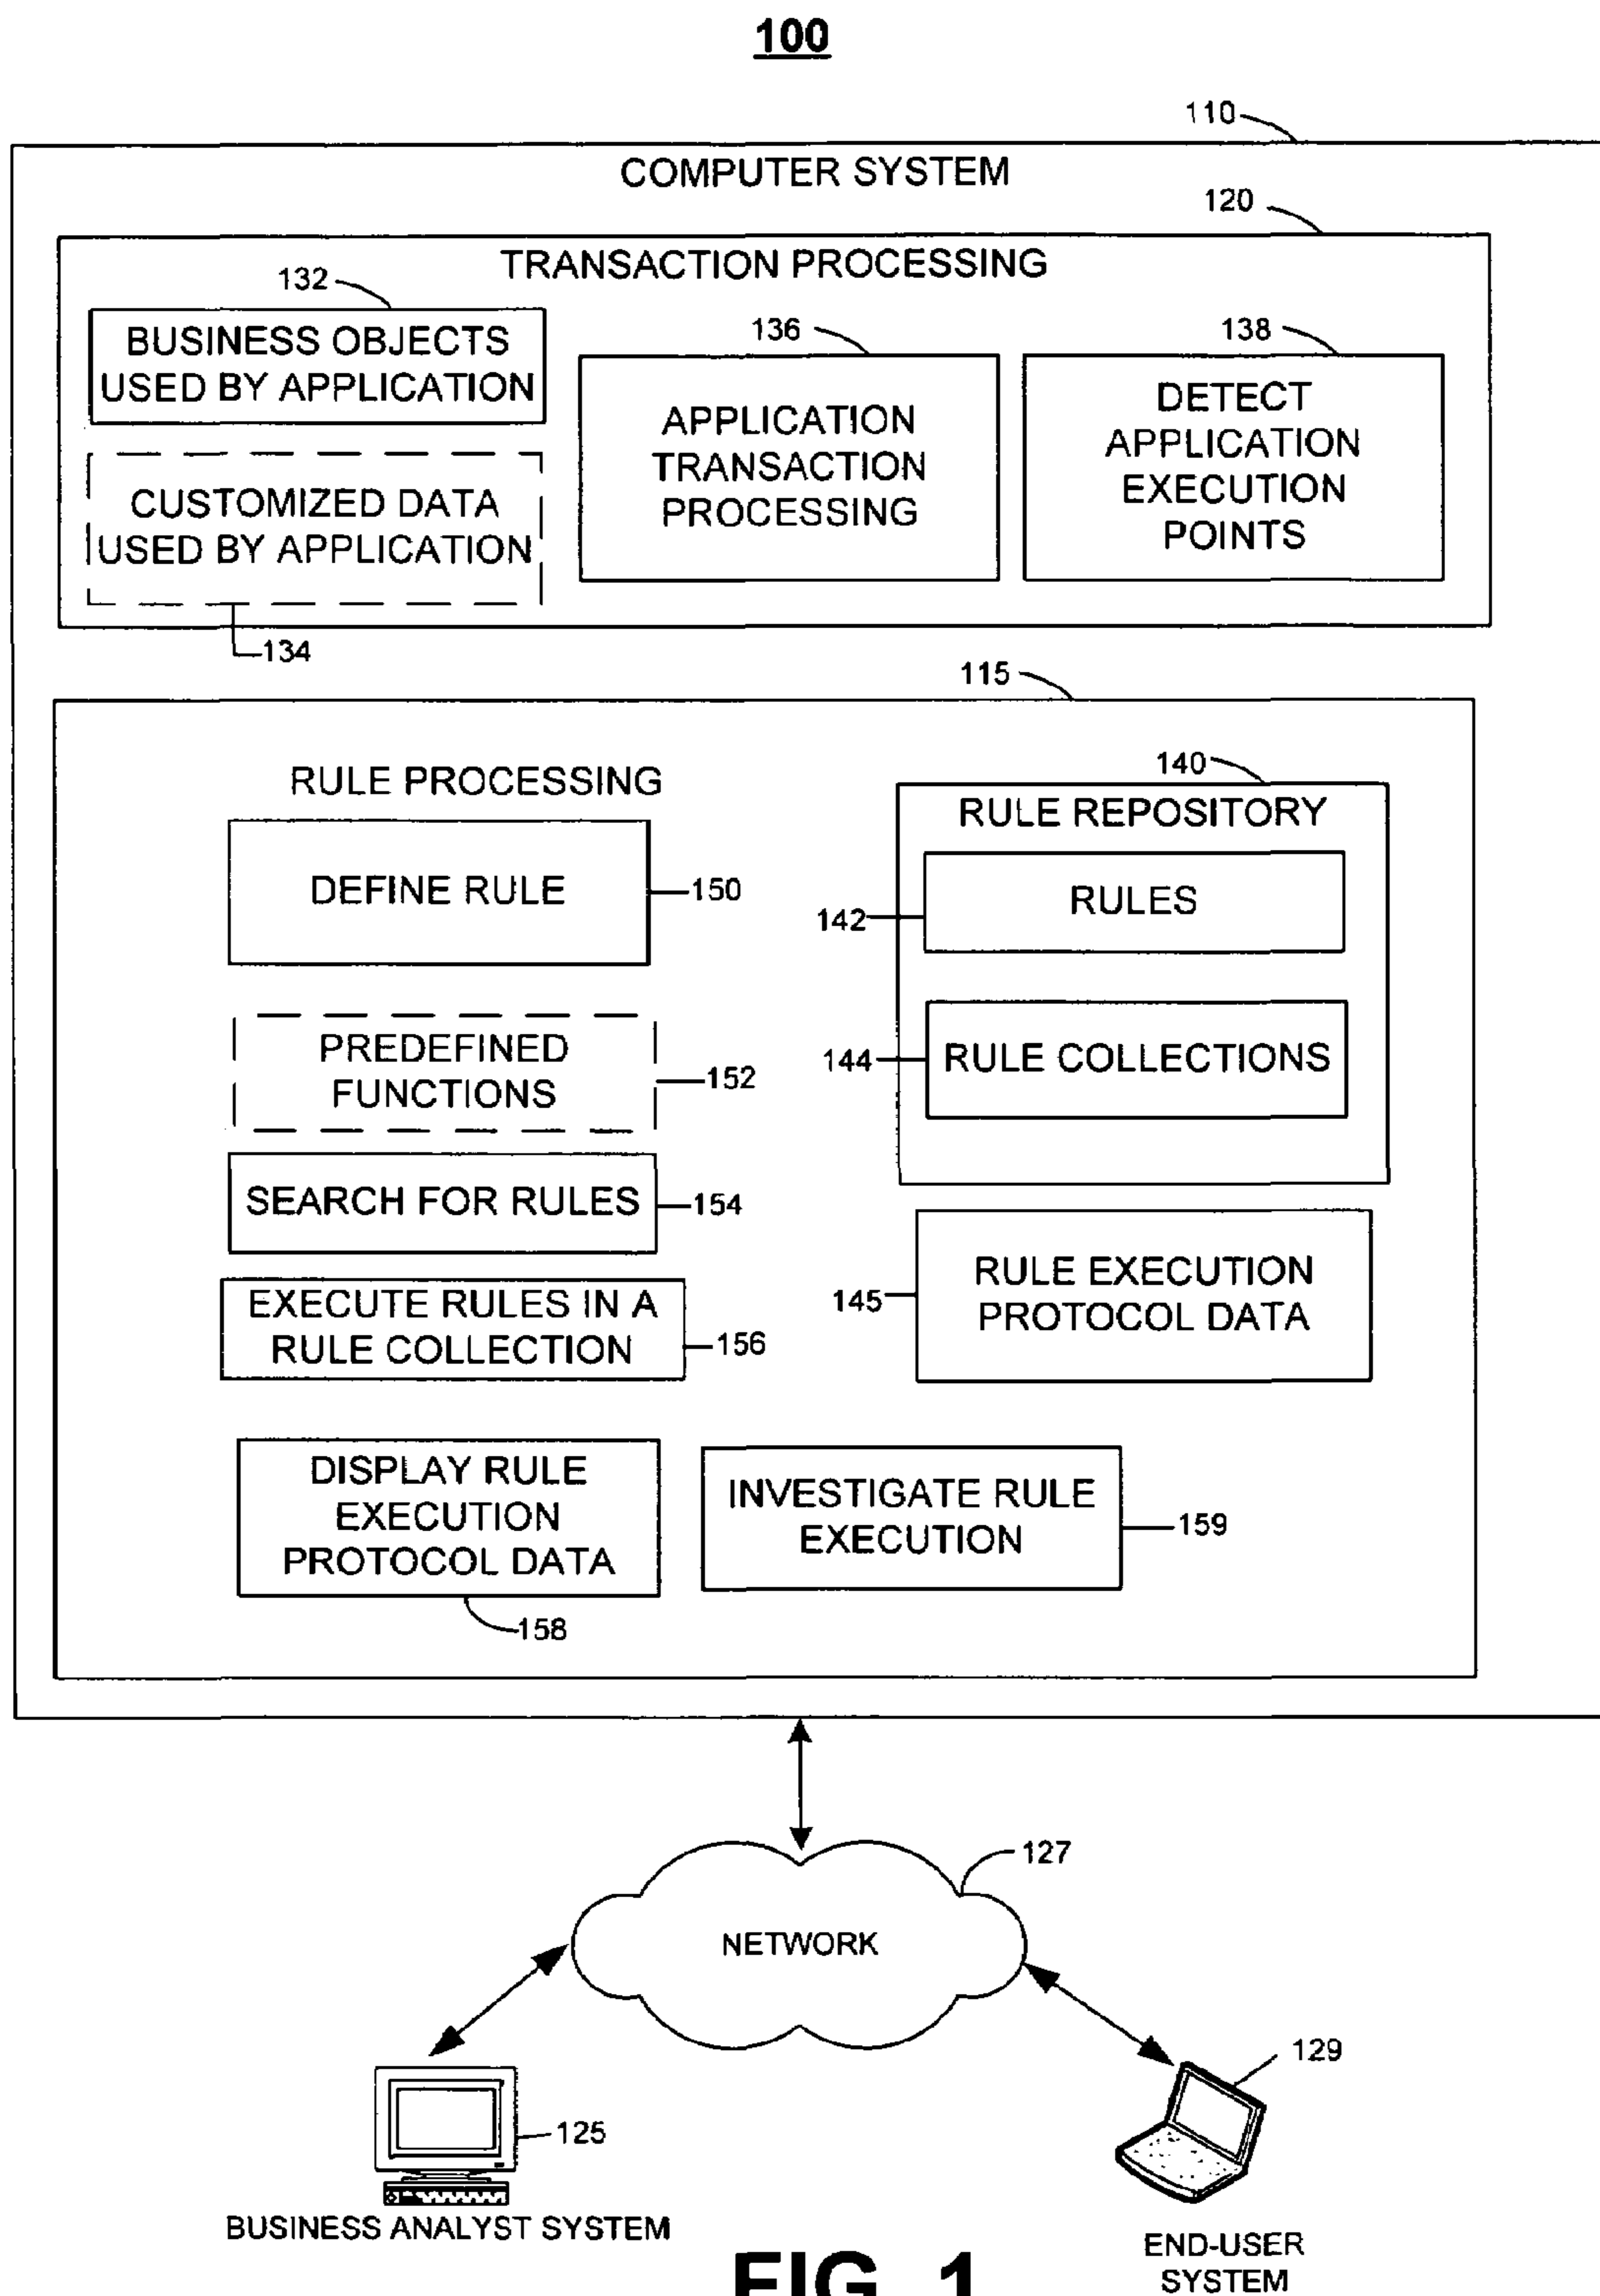 100
110
COMPUTER SYSTEM
120
TRANSACTION PROCESSING
132
BUSINESS OBJECTS
USED BY APPLICATION
CUSTOMIZED DATA
USED BY APPLICATION
134
136
APPLICATION
TRANSACTION
PROCESSING
138
DETECT
APPLICATION
EXECUTION
POINTS
115
RULE PROCESSING
DEFINE RULE
150
PREDEFINED
FUNCTIONS
152
SEARCH FOR RULES
154
EXECUTE RULES IN A
RULE COLLECTION
156
140
RULE REPOSITORY
RULES
142
144
RULE COLLECTIONS
145
RULE EXECUTION
PROTOCOL DATA
DISPLAY RULE
EXECUTION
PROTOCOL DATA
158
INVESTIGATE RULE
EXECUTION
159
127
NETWORK
125
BUSINESS ANALYST SYSTEM
129
END-USER
SYSTEM
FIG. 1